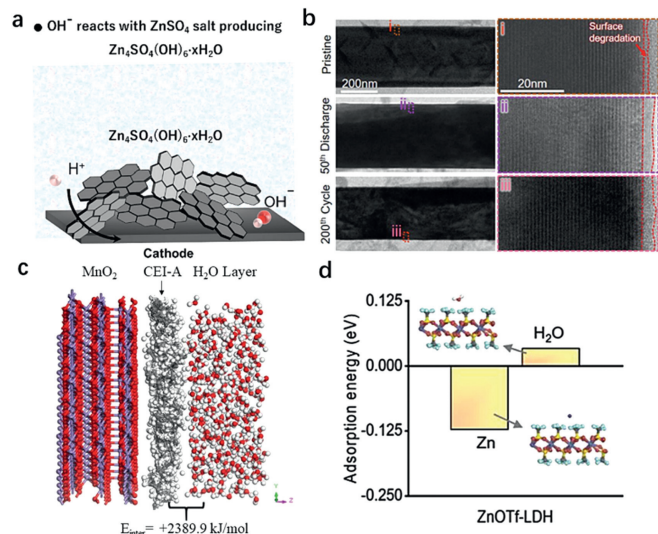 a
● OH⁻ reacts with ZnSO₄ salt producing
Zn₄SO₄(OH)₆·xH₂O
Zn₄SO₄(OH)₆·xH₂O
H⁺
OH⁻
Cathode
b
Pristine
i
200nm
i
Surface
degradation
20nm
50th Discharge
ii
ii
200th Cycle
iii
iii
c
MnO₂
CEI-A
H₂O Layer
Y
Z
E inter = +2389.9 kJ/mol
d
Adsorption energy (eV)
0.125
0.000
-0.125
-0.250
H₂O
Zn
ZnOTf-LDH